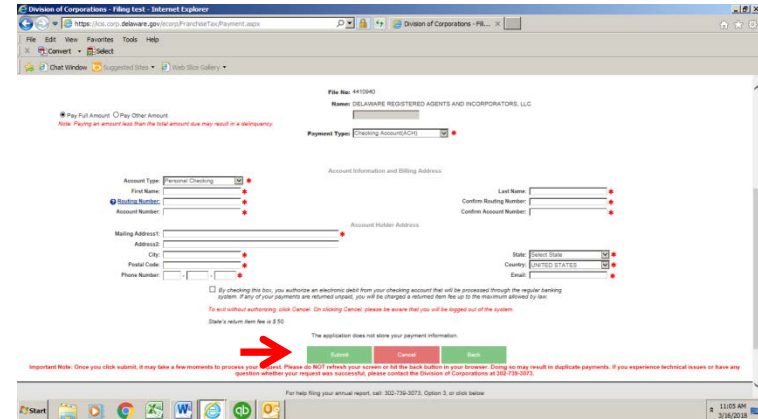 Division of Corporations - Filing test - Internet Explorer
https://icis.corp.delaware.gov/ecorp/FranchiseTax/Payment.aspx
Division of Corporations - Fili...
File Edit View Favorites Tools Help
Convert Select
Chat Window Suggested Sites Web Slice Gallery
File No: 4410940
Name: DELAWARE REGISTERED AGENTS AND INCORPORATORS, LLC
Pay Full Amount Pay Other Amount
Note: Paying an amount less than the total amount due may result in a delinquency.
Payment Type: Checking Account(ACH) *
Account Information and Billing Address
Account Type: Personal Checking *
First Name: * Last Name: *
Routing Number: * Confirm Routing Number: *
Account Number: * Confirm Account Number: *
Account Holder Address
Mailing Address1: *
Address2:
City: * State: Select State *
Postal Code: * Country: UNITED STATES *
Phone Number: - - * Email: *
By checking this box, you authorize an electronic debit from your checking account that will be processed through the regular banking
system. If any of your payments are returned unpaid, you will be charged a returned item fee up to the maximum allowed by law.
To exit without authorizing, click Cancel. On clicking Cancel, please be aware that you will be logged out of the system.
State's return item fee is $.50
The application does not store your payment information.
Submit Cancel Back
Important Note: Once you click submit, it may take a few moments to process your request. Please do NOT refresh your screen or hit the back button in your browser. Doing so may result in duplicate payments. If you experience technical issues or have any
question whether your request was successful, please contact the Division of Corporations at 302-739-3073.
For help filing your annual report, call: 302-739-3073, Option 3, or click below
Start
11:05 AM
3/16/2018